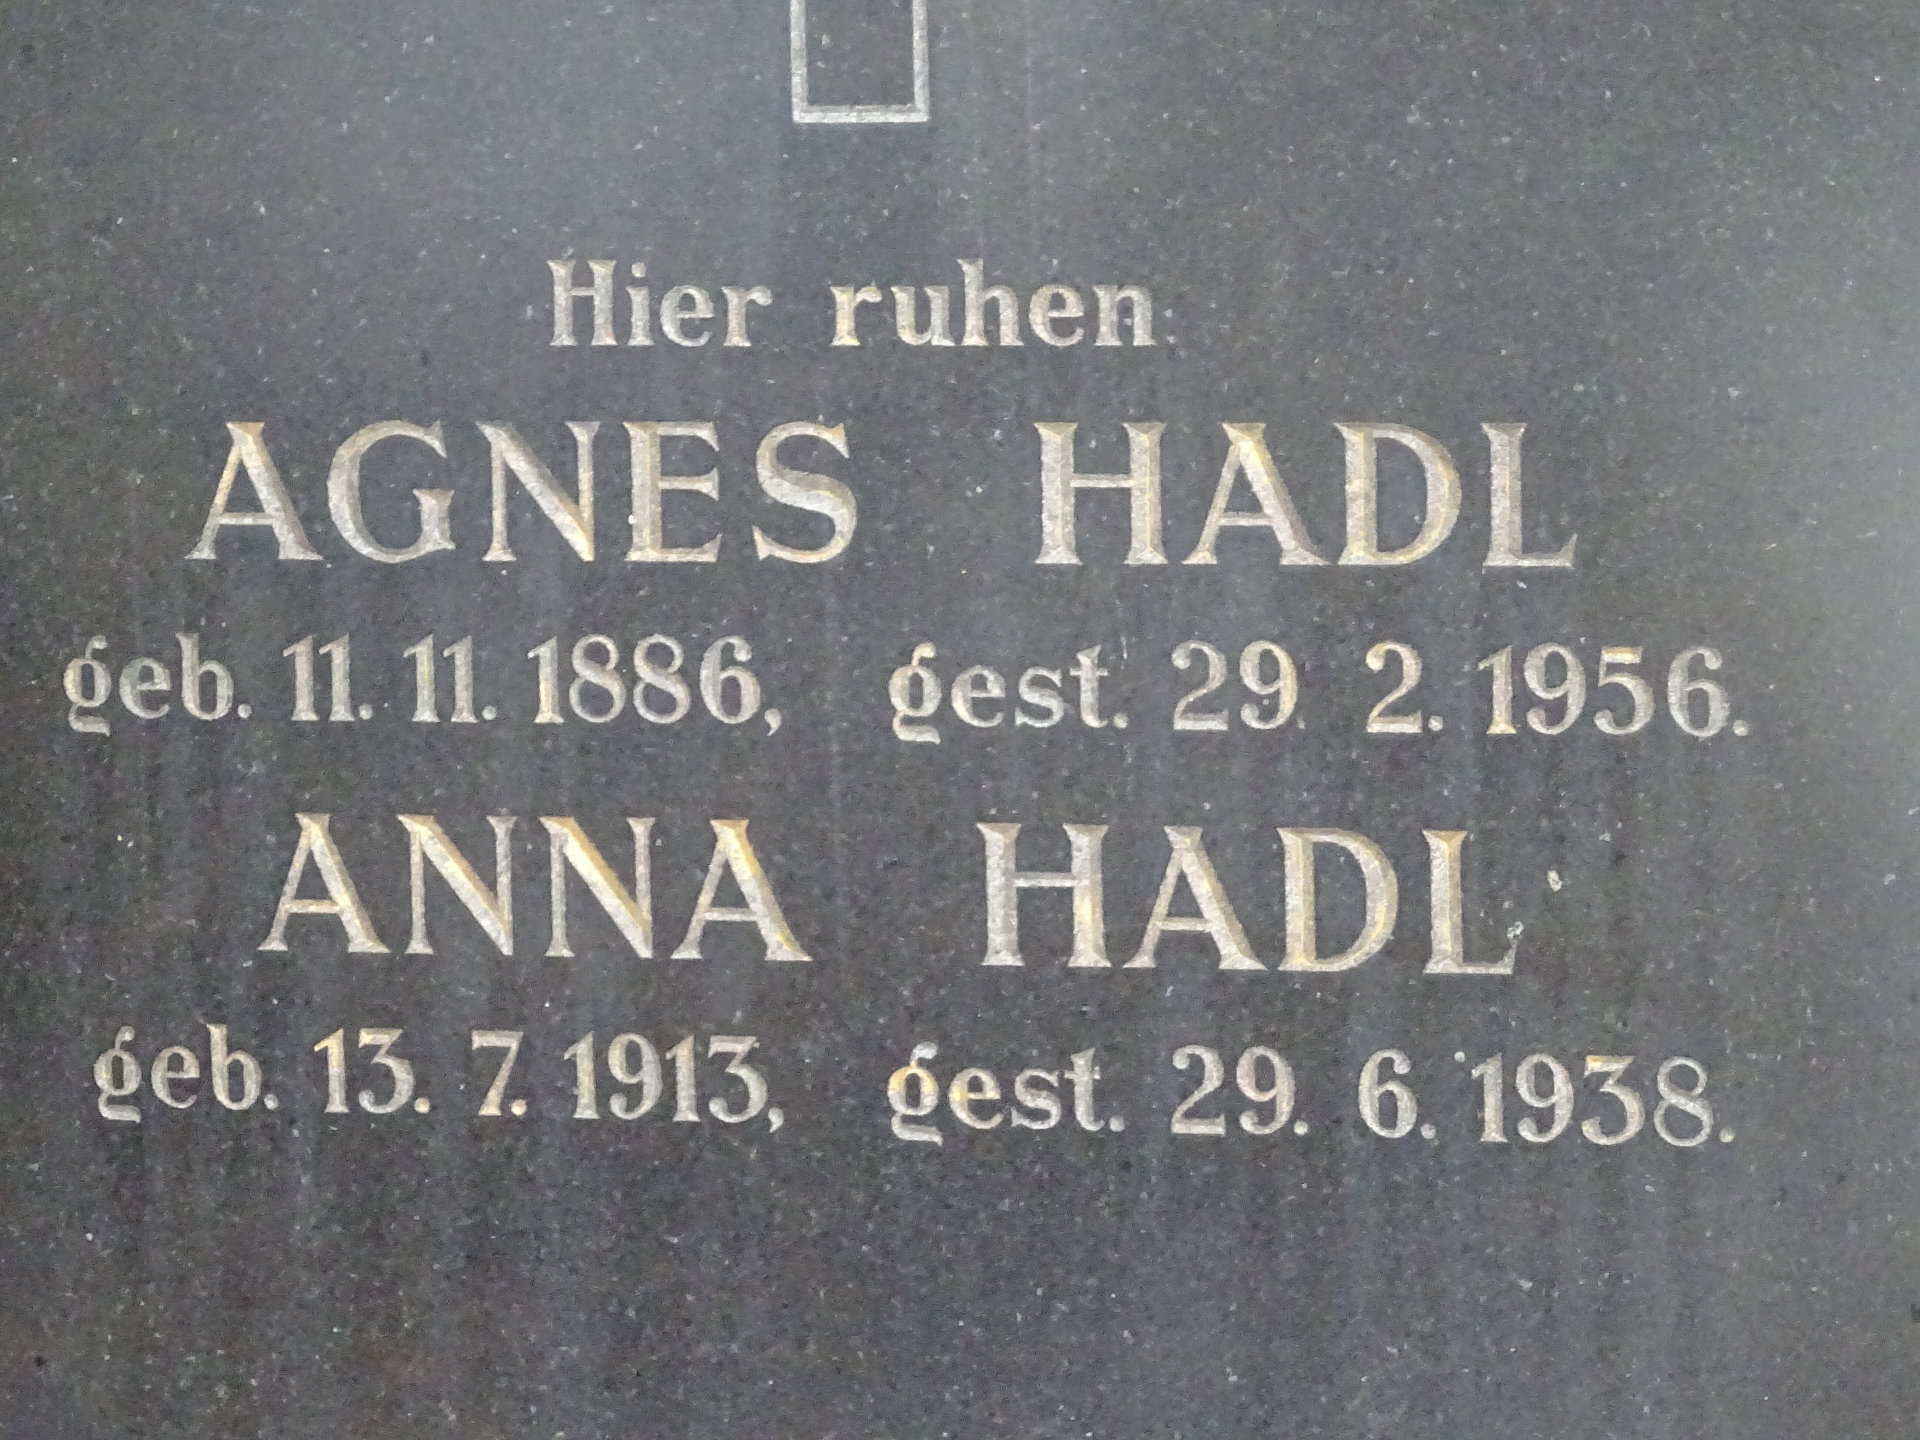 Hier ruhen
AGNES HADL
geb. 11. 11. 1886, gest. 29. 2. 1956.
ANNA HADL
geb. 13. 7. 1913, gest. 29. 6. 1938.